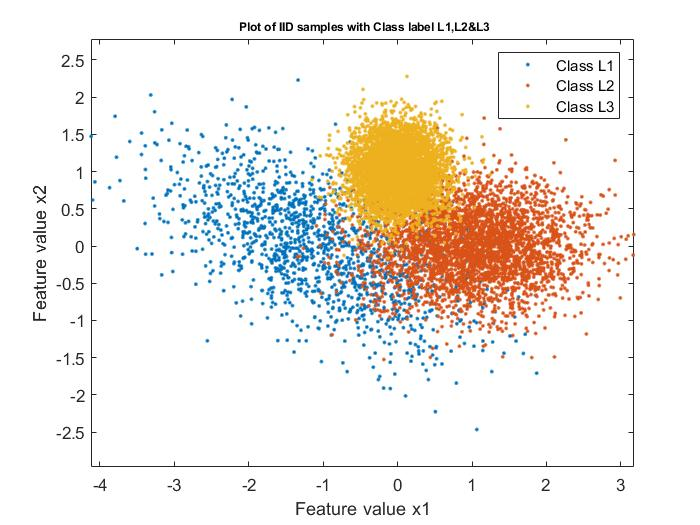 Plot of IID samples with Class label L1,L2&L3
Class L1
Class L2
Class L3
2.5
2
1.5
1
0.5
0
-0.5
-1
-1.5
-2
-2.5
Feature value x2
-4 -3 -2 -1 0 1 2 3
Feature value x1